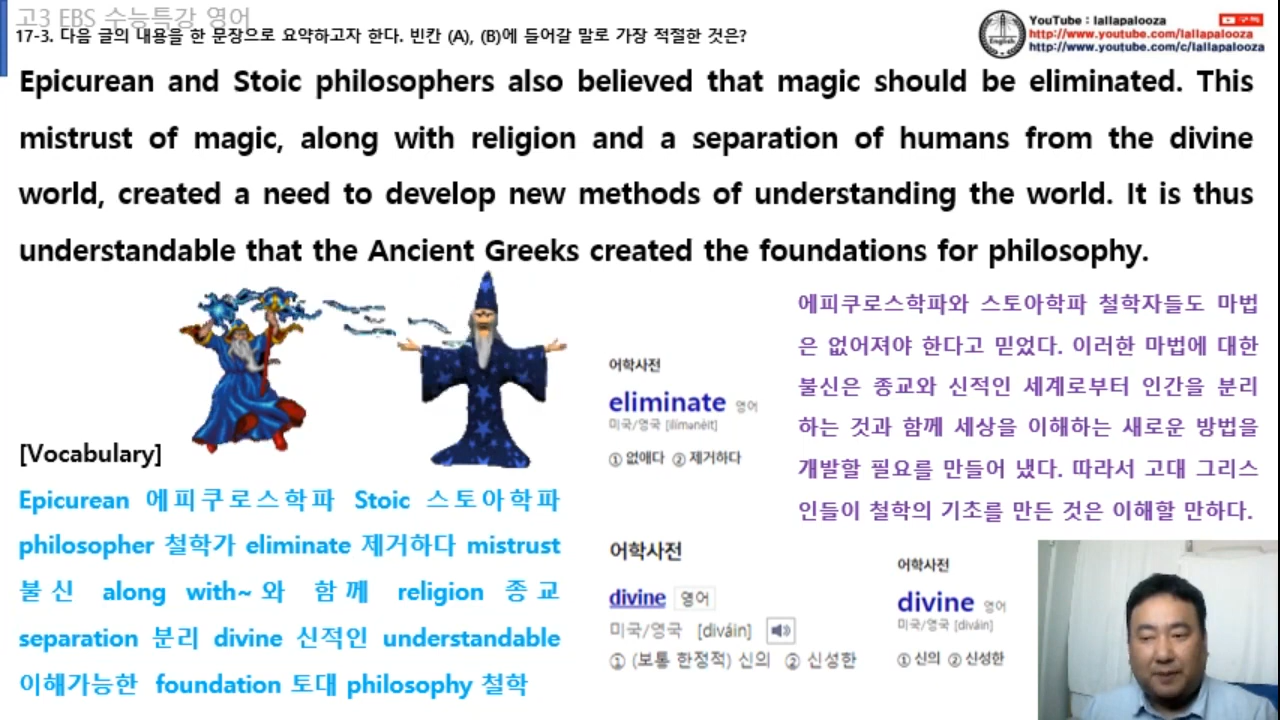 고3 EBS 수능특강 영어
17-3. 다음 글의 내용을 한 문장으로 요약하고자 한다. 빈칸 (A), (B)에 들어갈 말로 가장 적절한 것은?
English
YouTube : lallapalooza
구독
http://www.youtube.com/lallapalooza
http://www.youtube.com/c/lallapalooza
Epicurean and Stoic philosophers also believed that magic should be eliminated. This
mistrust of magic, along with religion and a separation of humans from the divine
world, created a need to develop new methods of understanding the world. It is thus
understandable that the Ancient Greeks created the foundations for philosophy.
에피쿠로스학파와 스토아학파 철학자들도 마법
은 없어져야 한다고 믿었다. 이러한 마법에 대한
불신은 종교와 신적인 세계로부터 인간을 분리
하는 것과 함께 세상을 이해하는 새로운 방법을
개발할 필요를 만들어 냈다. 따라서 고대 그리스
인들이 철학의 기초를 만든 것은 이해할 만하다.
어학사전
eliminate 영어
미국/영국 [ilímənèit]
① 없애다 ② 제거하다
[Vocabulary]
Epicurean 에피쿠로스학파 Stoic 스토아학파
philosopher 철학가 eliminate 제거하다 mistrust
불신 along with~와 함께 religion 종교
separation 분리 divine 신적인 understandable
이해가능한 foundation 토대 philosophy 철학
어학사전
divine 영어
미국/영국 [diváin]
① (보통 한정적) 신의 ② 신성한
어학사전
divine 영어
미국/영국 [diváin]
① 신의 ② 신성한